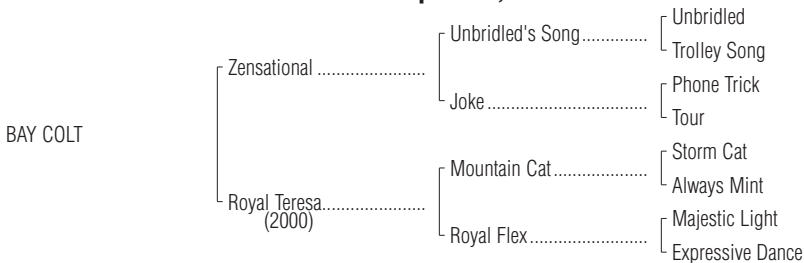 Unbridled
Unbridled's Song..............
Trolley Song
Zensational .......................
Phone Trick
Joke..................................
Tour
BAY COLT
Storm Cat
Mountain Cat....................
Always Mint
Royal Teresa......................
(2000)
Majestic Light
Royal Flex.........................
Expressive Dance